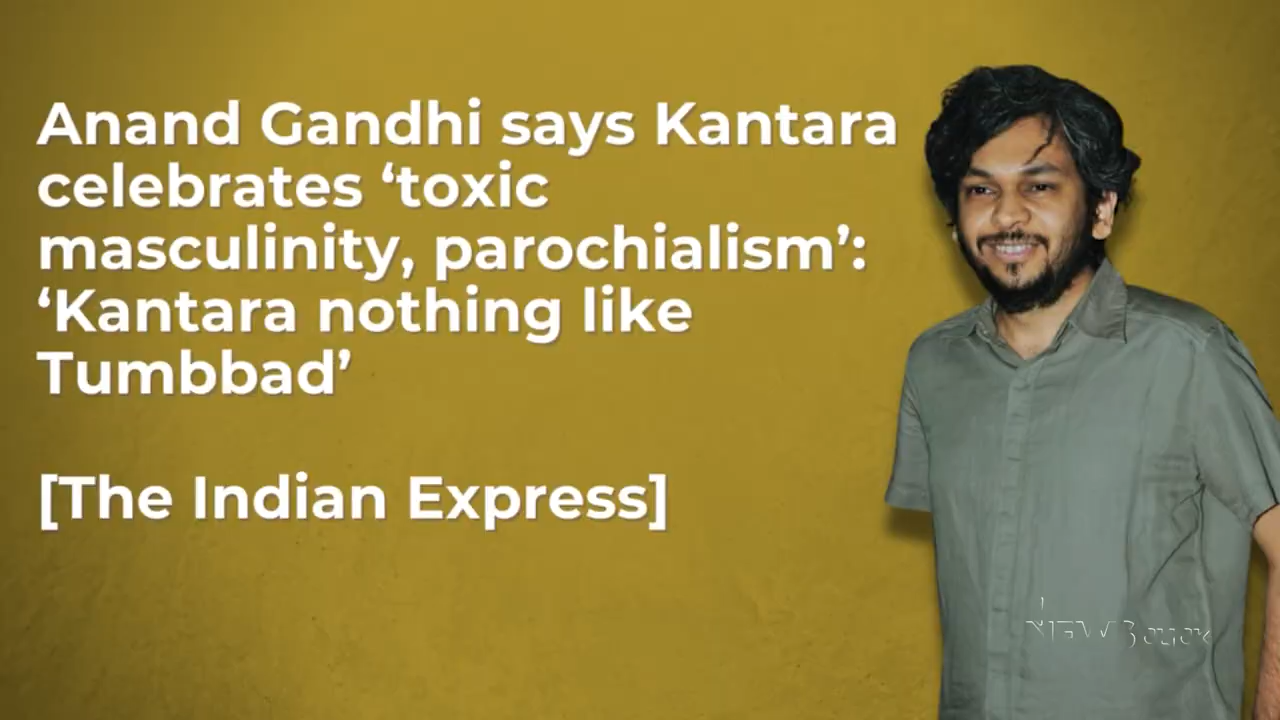 Anand Gandhi says Kantara
celebrates ‘toxic
masculinity, parochialism’:
‘Kantara nothing like
Tumbbad’
[The Indian Express]